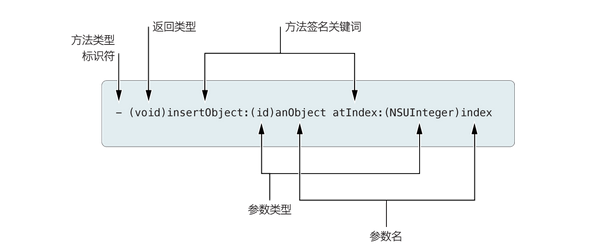 返回类型
方法签名关键词
方法类型
标识符
- (void)insertObject:(id)anObject atIndex:(NSUInteger)index
参数类型
参数名